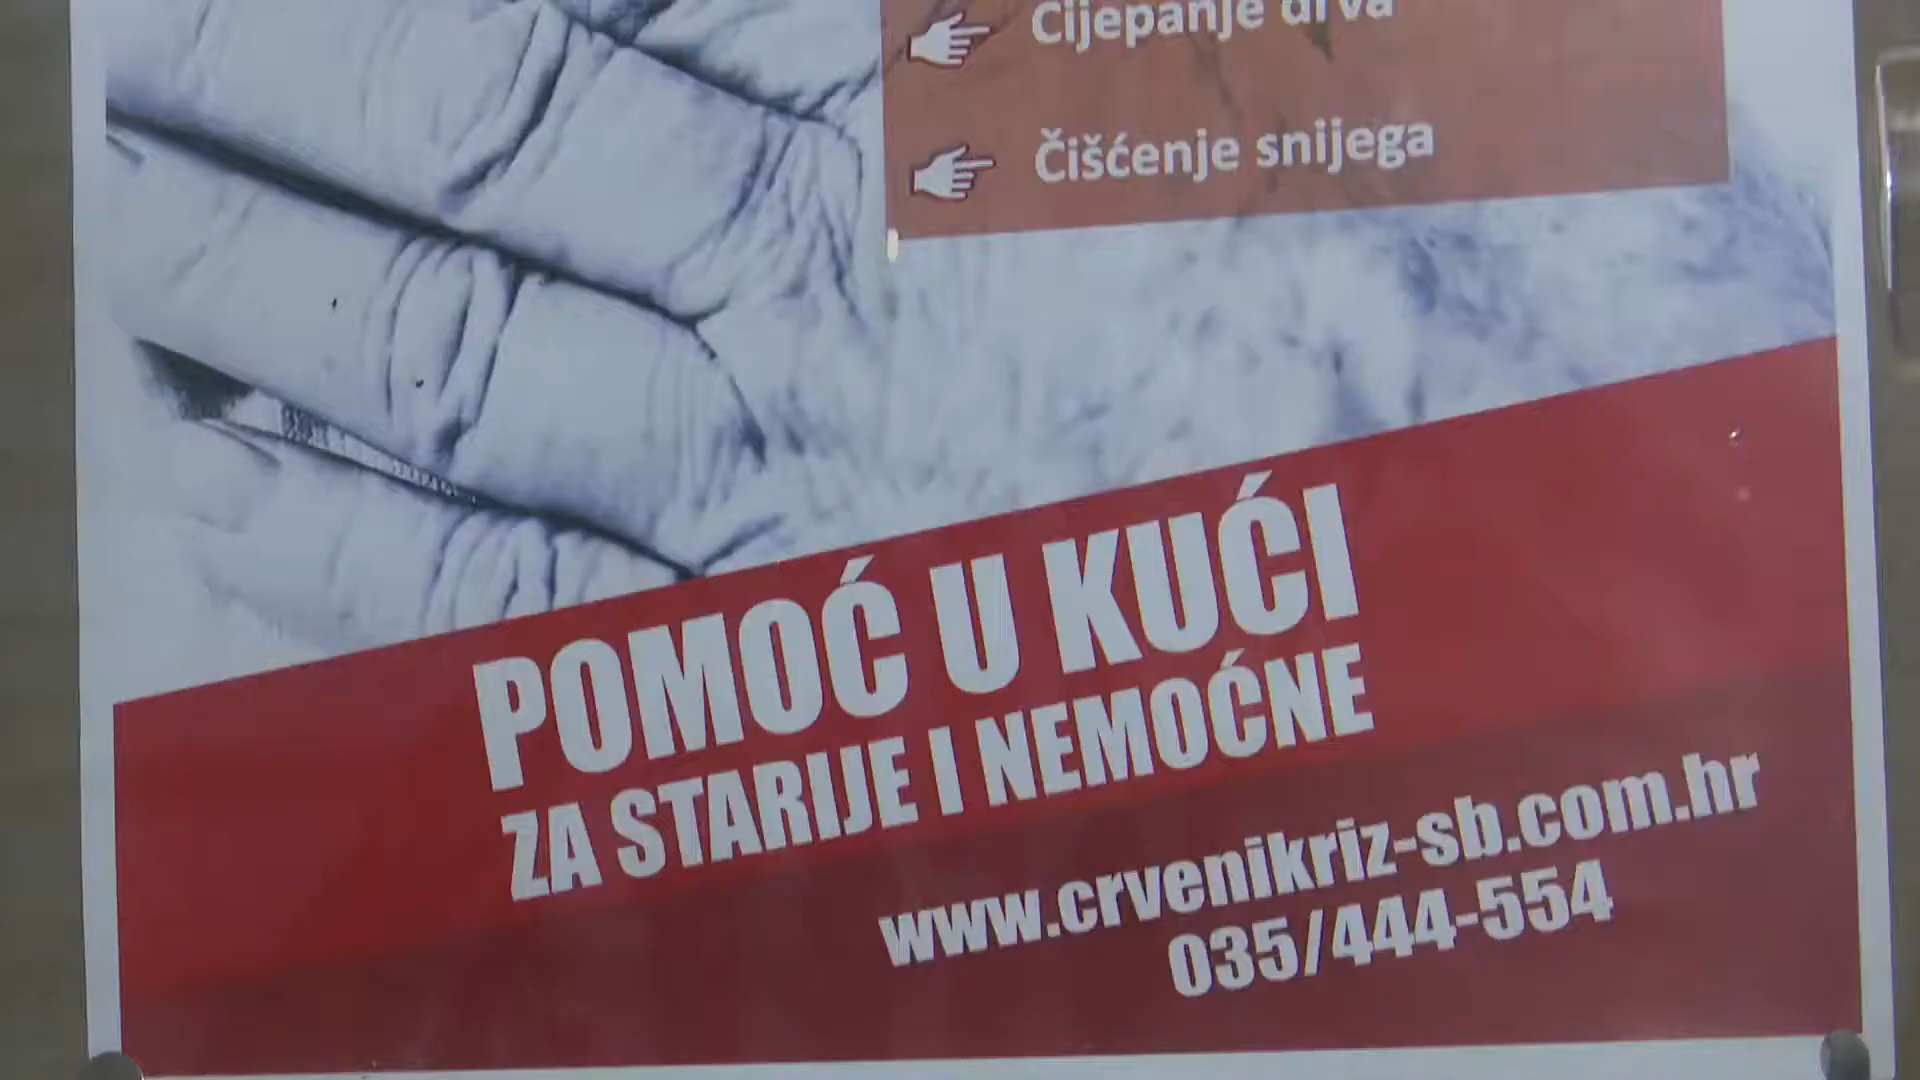 Cijepanje drva
Čišćenje snijega
POMOĆ U KUĆI
ZA STARIJE I NEMOĆNE
www.crvenikriz-sb.com.hr
035/444-554